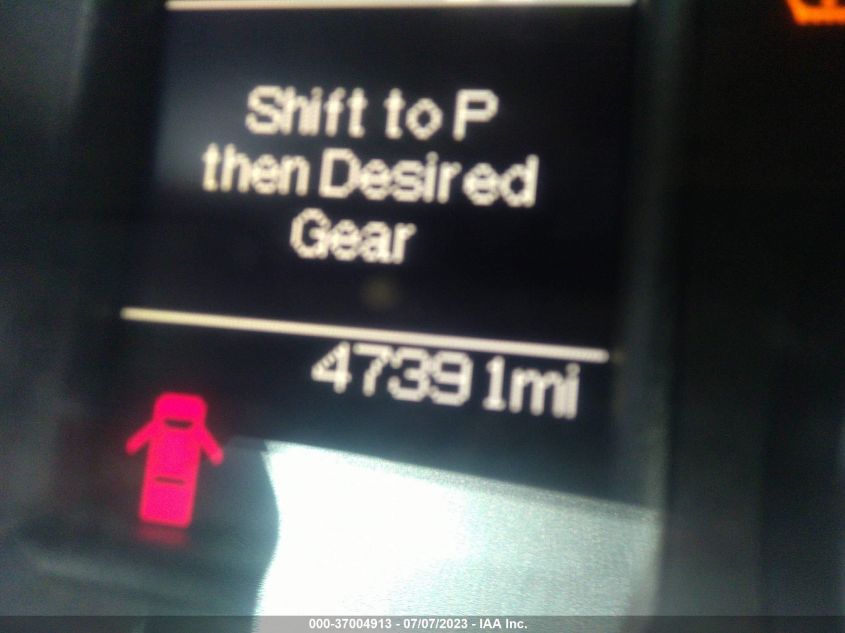 Shift to P
then Desired
Gear
47391mi
000-37004913 - 07/07/2023 - IAA Inc.